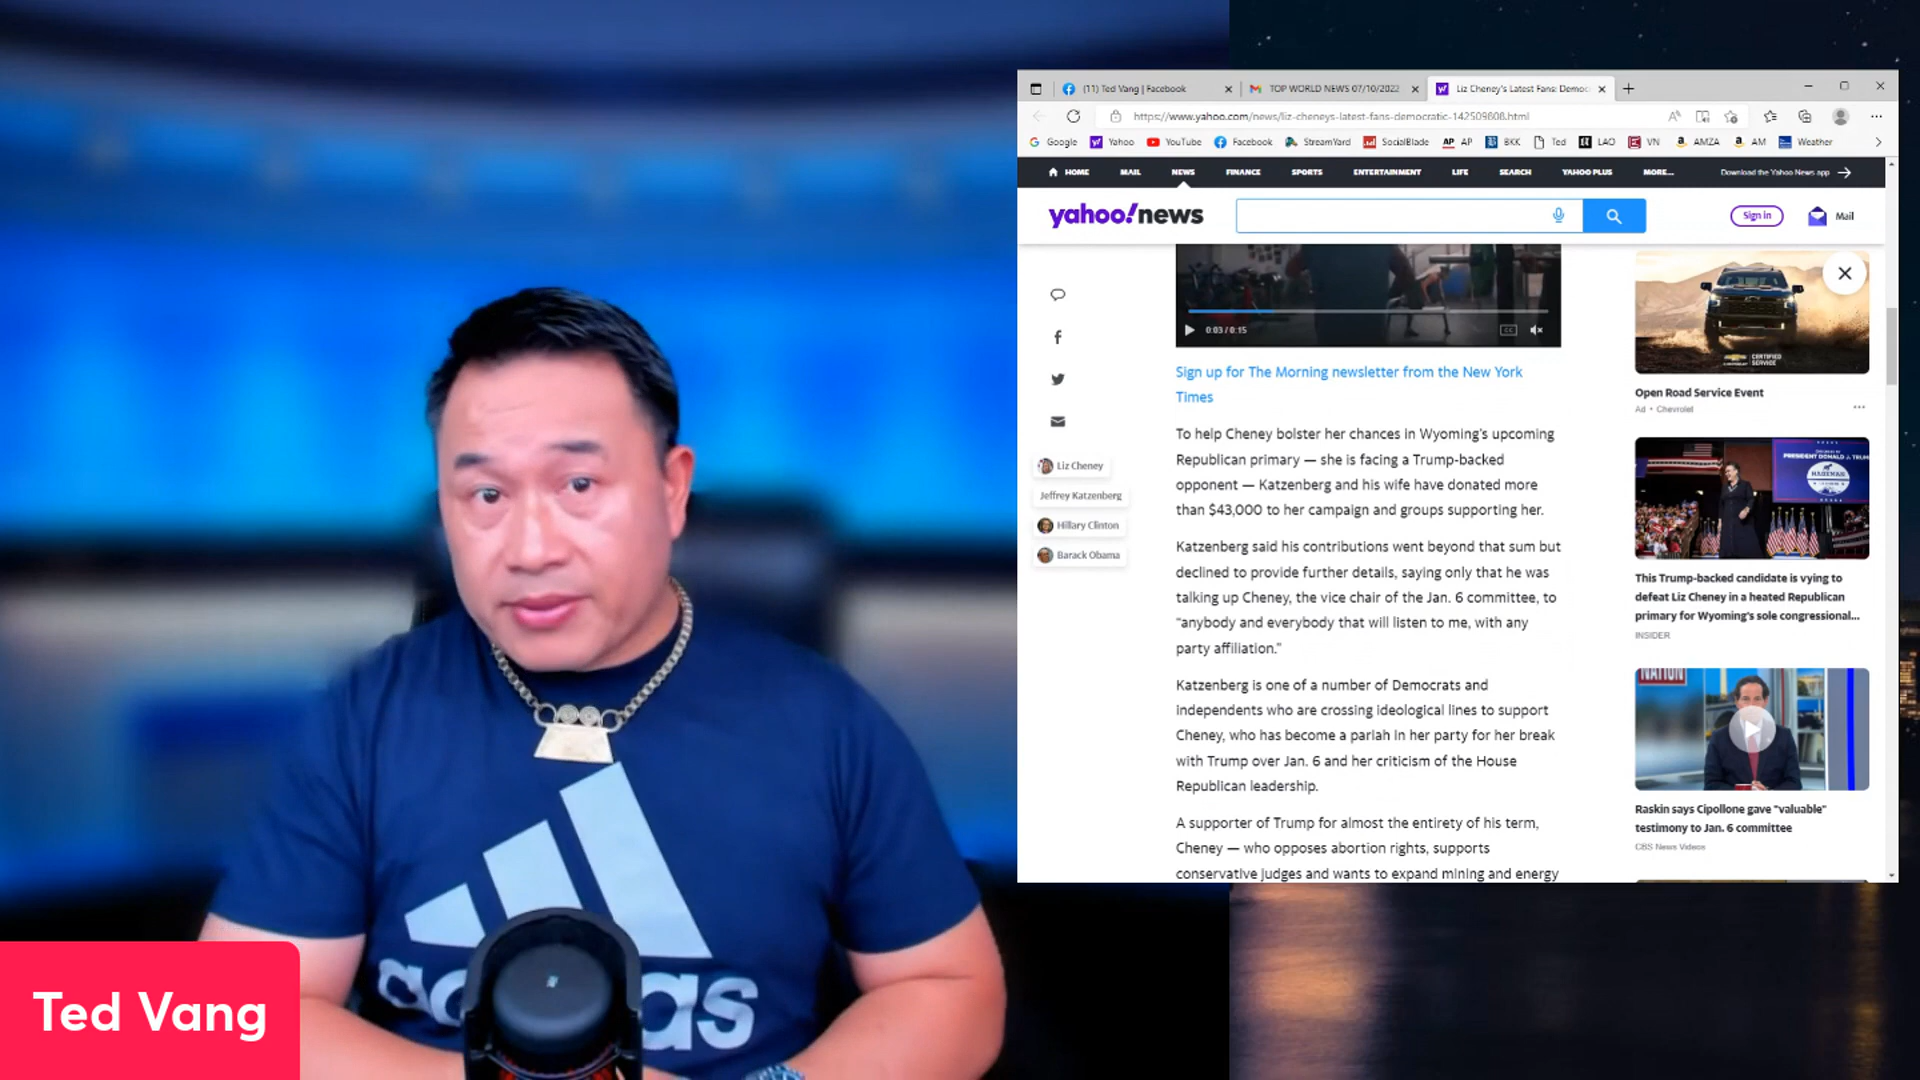 (11) Ted Vang | Facebook
TOP WORLD NEWS 07/10/2022
Liz Cheney's Latest Fans: Democ
https://www.yahoo.com/news/liz-cheneys-latest-fans-democratic-142509808.html
Google
Yahoo
YouTube
Facebook
StreamYard
SocialBlade
AP AP
BKK
Ted
LAO
VN
AMZA
AM
Weather
HOME
MAIL
NEWS
FINANCE
SPORTS
ENTERTAINMENT
LIFE
SEARCH
YAHOO PLUS
MORE...
Download the Yahoo News app
yahoo!news
Sign in
Mail
0:03 / 0:15
CC
Sign up for The Morning newsletter from the New York
Times
To help Cheney bolster her chances in Wyoming's upcoming
Republican primary — she is facing a Trump-backed
opponent — Katzenberg and his wife have donated more
than $43,000 to her campaign and groups supporting her.
Katzenberg said his contributions went beyond that sum but
declined to provide further details, saying only that he was
talking up Cheney, the vice chair of the Jan. 6 committee, to
"anybody and everybody that will listen to me, with any
party affiliation."
Katzenberg is one of a number of Democrats and
independents who are crossing ideological lines to support
Cheney, who has become a pariah in her party for her break
with Trump over Jan. 6 and her criticism of the House
Republican leadership.
A supporter of Trump for almost the entirety of his term,
Cheney — who opposes abortion rights, supports
conservative judges and wants to expand mining and energy
Liz Cheney
Jeffrey Katzenberg
Hillary Clinton
Barack Obama
CERTIFIED
SERVICE
Open Road Service Event
Ad • Chevrolet
PRESIDENT DONALD J. TRUM
HAGEMAN
This Trump-backed candidate is vying to
defeat Liz Cheney in a heated Republican
primary for Wyoming's sole congressional...
INSIDER
NATION
Raskin says Cipollone gave "valuable"
testimony to Jan. 6 committee
CBS News Videos
adidas
Ted Vang